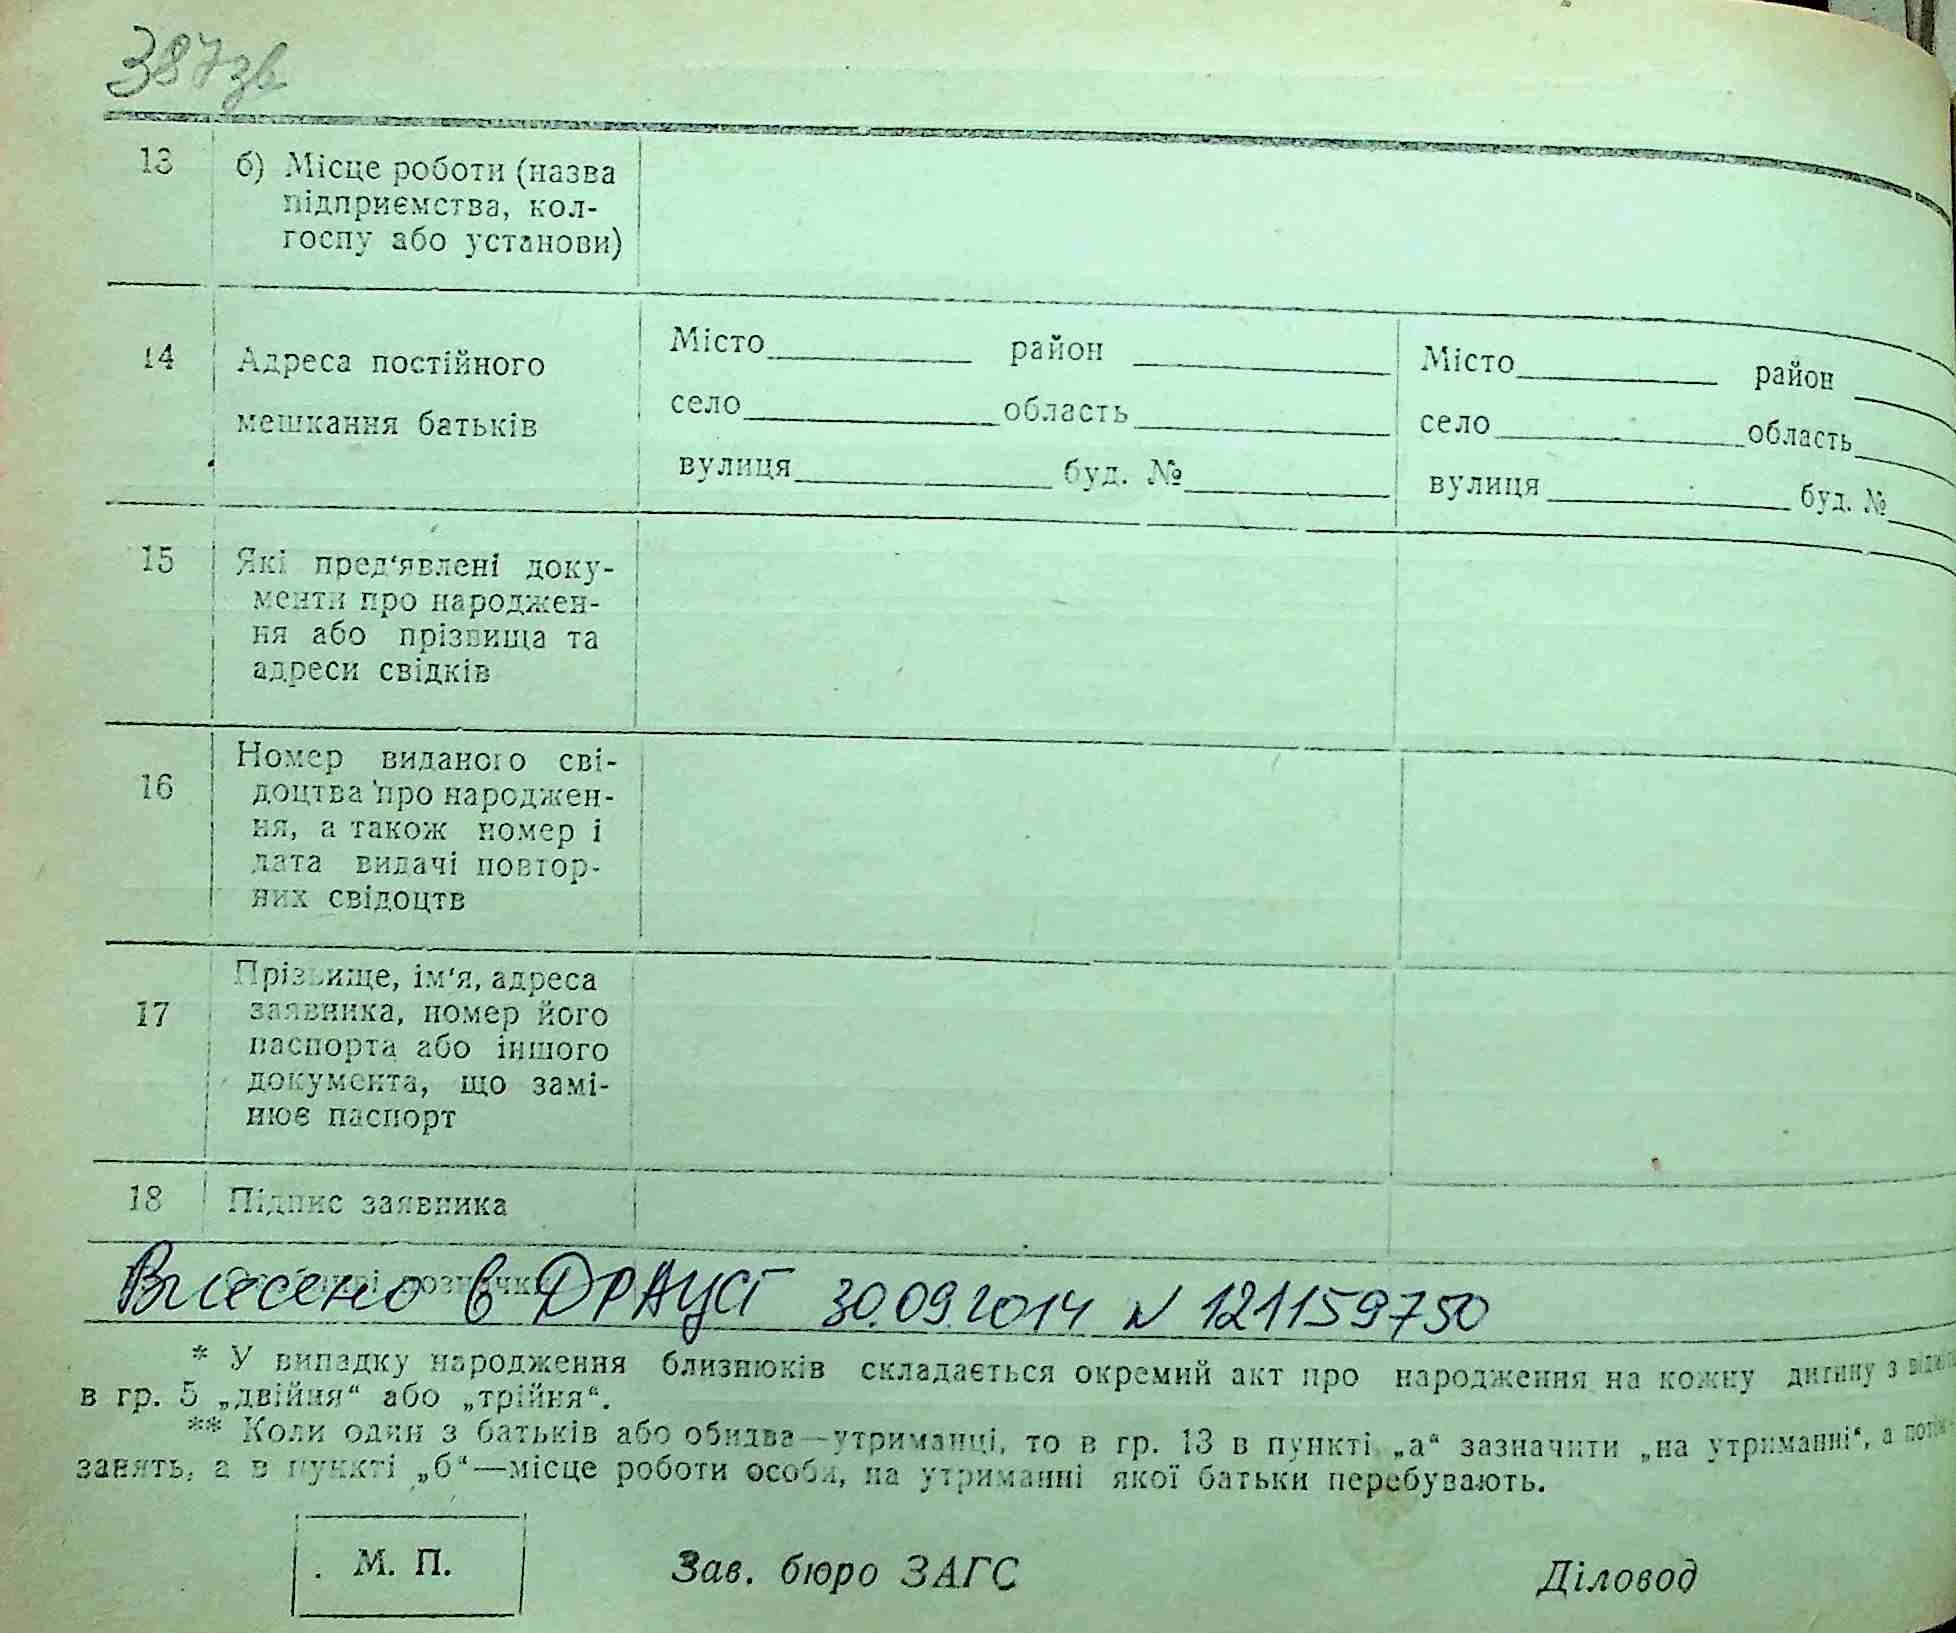 387 зв
13
б) Місце роботи (назва
підприємства, кол-
госпу або установи)
14
Адреса постійного
мешкання батьків
Місто район
село область
вулиця буд. №
Місто район
село область
вулиця буд. №
15
Які пред'явлені доку-
менти про народжен-
ня або прізвища та
адреси свідків
16
Номер виданого сві-
доцтва про народжен-
ня, а також номер і
дата видачі повтор-
них свідоцтв
17
Прізвище, ім'я, адреса
заявника, номер його
паспорта або іншого
документа, що замі-
нює паспорт
18
Підпис заявника
Внесено в ДРАЦСГ 30.09.2014 N 121159750
* У випадку народження близнюків складається окремий акт про народження на кожну дитину з
в гр. 5 „двійня“ або „трійня“.
** Коли один з батьків або обидва—утриманці, то в гр. 13 в пункті „а“ зазначити „на утриманні“, а
занять, а в пункті „б“—місце роботи особи, на утриманні якої батьки перебувають.
М. П.
Зав. бюро ЗАГС
Діловод